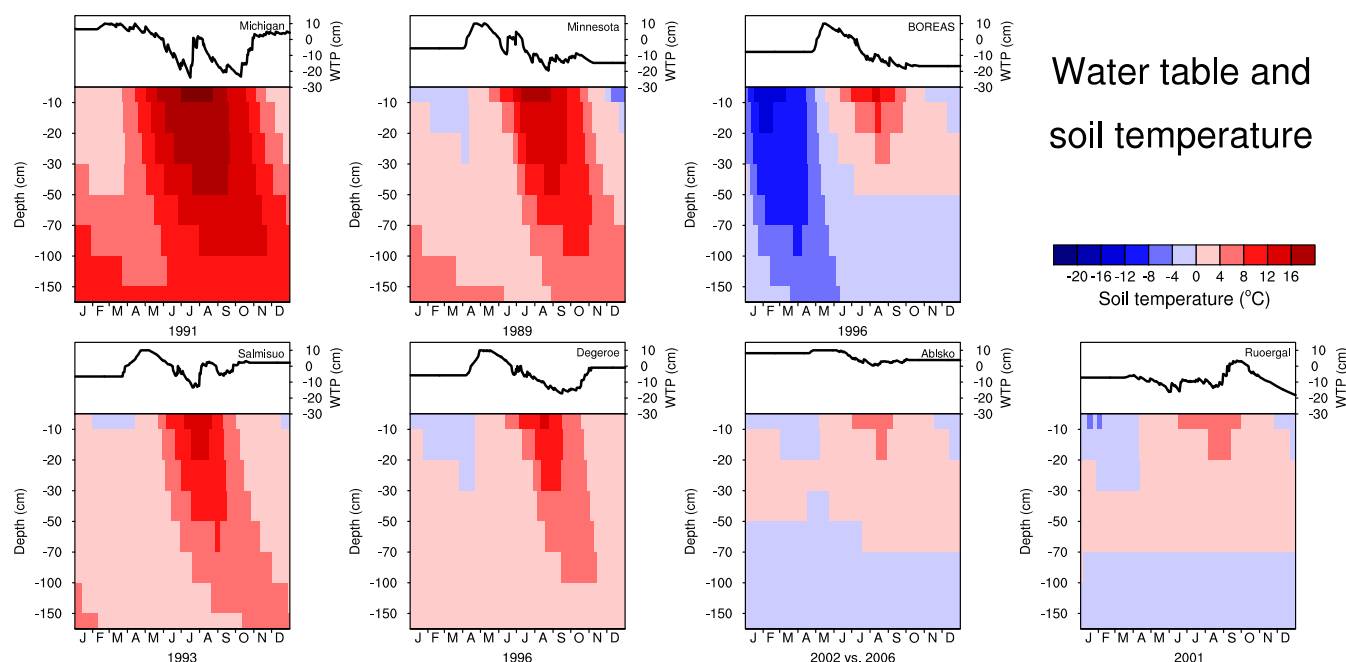 Michigan
10
0
-10
-20
-30
WTP (cm)
-10
-20
-30
-50
-70
-100
-150
Depth (cm)
J F M A M J J A S O N D
1991
Minnesota
10
0
-10
-20
-30
WTP (cm)
-10
-20
-30
-50
-70
-100
-150
Depth (cm)
J F M A M J J A S O N D
1989
BOREAS
10
0
-10
-20
-30
WTP (cm)
-10
-20
-30
-50
-70
-100
-150
Depth (cm)
J F M A M J J A S O N D
1996
Water table and
soil temperature
-20 -16 -12 -8 -4 0 4 8 12 16
Soil temperature (°C)
Salmisuo
10
0
-10
-20
-30
WTP (cm)
-10
-20
-30
-50
-70
-100
-150
Depth (cm)
J F M A M J J A S O N D
1993
Degeroe
10
0
-10
-20
-30
WTP (cm)
-10
-20
-30
-50
-70
-100
-150
Depth (cm)
J F M A M J J A S O N D
1996
Ablsko
10
0
-10
-20
-30
WTP (cm)
-10
-20
-30
-50
-70
-100
-150
Depth (cm)
J F M A M J J A S O N D
2002 vs. 2006
Ruoergai
10
0
-10
-20
-30
WTP (cm)
-10
-20
-30
-50
-70
-100
-150
Depth (cm)
J F M A M J J A S O N D
2001